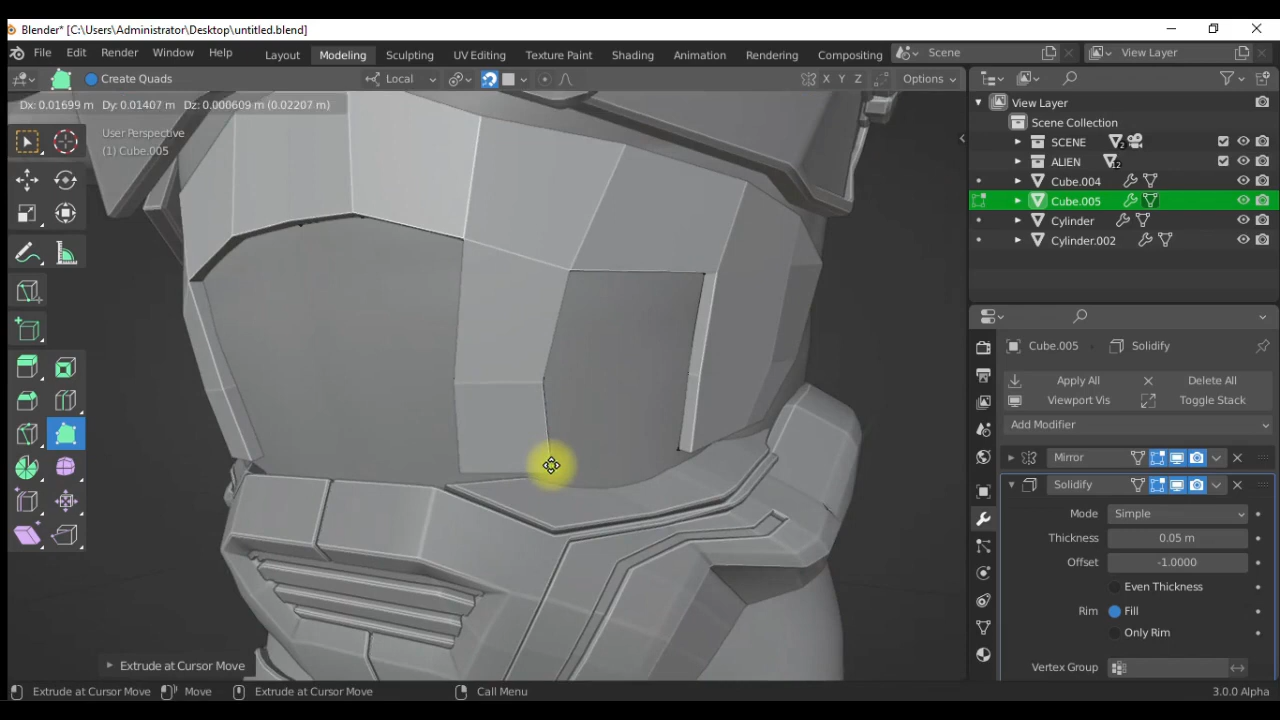 Blender* [C:\Users\Administrator\Desktop\untitled.blend]
File Edit Render Window Help
Layout Modeling Sculpting UV Editing Texture Paint Shading Animation Rendering Compositing
Scene
View Layer
Create Quads
Local
X Y Z
Options
Dx: 0.01699 m Dy: 0.01407 m Dz: 0.000609 m (0.02207 m)
User Perspective
(1) Cube.005
View Layer
Scene Collection
SCENE 2
ALIEN 12
Cube.004
Cube.005
Cylinder
Cylinder.002
Cube.005 Solidify
Apply All Delete All
Viewport Vis Toggle Stack
Add Modifier
Mirror
Solidify
Mode Simple
Thickness 0.05 m
Offset -1.0000
Even Thickness
Rim Fill
Only Rim
Vertex Group
Extrude at Cursor Move
Extrude at Cursor Move Move Extrude at Cursor Move Call Menu 3.0.0 Alpha